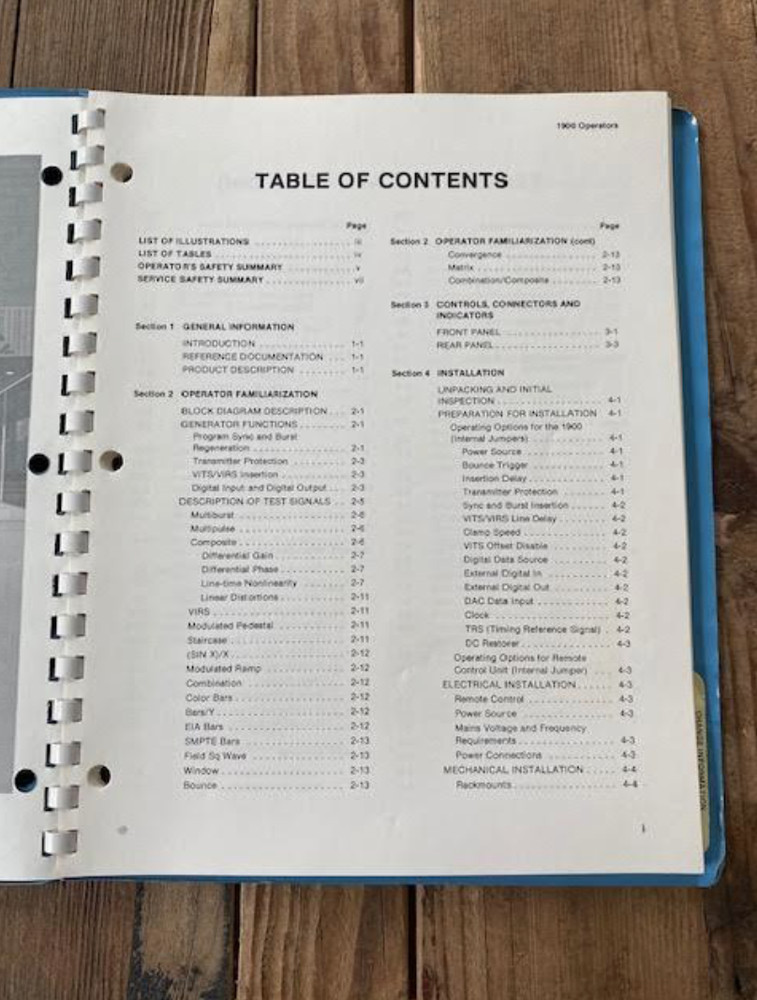 1900 Operators
TABLE OF CONTENTS
Page
LIST OF ILLUSTRATIONS . . . . . . . . . . . . . . . iii
LIST OF TABLES . . . . . . . . . . . . . . . iv
OPERATOR'S SAFETY SUMMARY . . . . . . . . . . v
SERVICE SAFETY SUMMARY . . . . . . . . . . . . vii
Section 1 GENERAL INFORMATION
INTRODUCTION . . . . . . . . . . . . 1-1
REFERENCE DOCUMENTATION . . . . 1-1
PRODUCT DESCRIPTION . . . . . . . . 1-1
Section 2 OPERATOR FAMILIARIZATION
BLOCK DIAGRAM DESCRIPTION . . . 2-1
GENERATOR FUNCTIONS . . . . . . . . 2-1
Program Sync and Burst
Regeneration . . . . . . . . . . . . 2-1
Transmitter Protection . . . . . . . . 2-3
VITS/VIRS Insertion . . . . . . . . . . 2-3
Digital Input and Digital Output . . . 2-3
DESCRIPTION OF TEST SIGNALS . . . 2-5
Multiburst . . . . . . . . . . . . . . . 2-6
Multipulse . . . . . . . . . . . . . . . 2-6
Composite . . . . . . . . . . . . . . . 2-6
Differential Gain . . . . . . . . . . 2-7
Differential Phase . . . . . . . . . . 2-7
Line-time Nonlinearity . . . . . . . 2-7
Linear Distortions . . . . . . . . . . 2-11
VIRS . . . . . . . . . . . . . . . . . . 2-11
Modulated Pedestal . . . . . . . . . . 2-11
Staircase . . . . . . . . . . . . . . . 2-11
(SIN X)/X . . . . . . . . . . . . . . . 2-12
Modulated Ramp . . . . . . . . . . . . 2-12
Combination . . . . . . . . . . . . . . 2-12
Color Bars . . . . . . . . . . . . . . . 2-12
Bars/Y . . . . . . . . . . . . . . . . . 2-12
EIA Bars . . . . . . . . . . . . . . . . 2-12
SMPTE Bars . . . . . . . . . . . . . . 2-13
Field Sq Wave . . . . . . . . . . . . . 2-13
Window . . . . . . . . . . . . . . . . . 2-13
Bounce . . . . . . . . . . . . . . . . . 2-13
Page
Section 2 OPERATOR FAMILIARIZATION (cont)
Convergence . . . . . . . . . . . . . . 2-13
Matrix . . . . . . . . . . . . . . . . . 2-13
Combination/Composite . . . . . . . . 2-13
Section 3 CONTROLS, CONNECTORS AND
INDICATORS
FRONT PANEL . . . . . . . . . . . . . . 3-1
REAR PANEL . . . . . . . . . . . . . . . 3-3
Section 4 INSTALLATION
UNPACKING AND INITIAL
INSPECTION . . . . . . . . . . . . . . . 4-1
PREPARATION FOR INSTALLATION 4-1
Operating Options for the 1900
(Internal Jumpers) . . . . . . . . . . 4-1
Power Source . . . . . . . . . . . . 4-1
Bounce Trigger . . . . . . . . . . . 4-1
Insertion Delay . . . . . . . . . . . 4-1
Transmitter Protection . . . . . . . 4-1
Sync and Burst Insertion . . . . . . 4-2
VITS/VIRS Line Delay . . . . . . . . 4-2
Clamp Speed . . . . . . . . . . . . . 4-2
VITS Offset Disable . . . . . . . . . 4-2
Digital Data Source . . . . . . . . . 4-2
External Digital In . . . . . . . . . . 4-2
External Digital Out . . . . . . . . . 4-2
DAC Data Input . . . . . . . . . . . . 4-2
Clock . . . . . . . . . . . . . . . . . 4-2
TRS (Timing Reference Signal) . . 4-2
DC Restorer . . . . . . . . . . . . . 4-3
Operating Options for Remote
Control Unit (Internal Jumper) . . . . 4-3
ELECTRICAL INSTALLATION . . . . . . 4-3
Remote Control . . . . . . . . . . . . 4-3
Power Source . . . . . . . . . . . . . 4-3
Mains Voltage and Frequency
Requirements . . . . . . . . . . . . . 4-3
Power Connections . . . . . . . . . . 4-3
MECHANICAL INSTALLATION . . . . . 4-4
Rackmounts . . . . . . . . . . . . . . 4-4
i
CHANGE INFORMATION